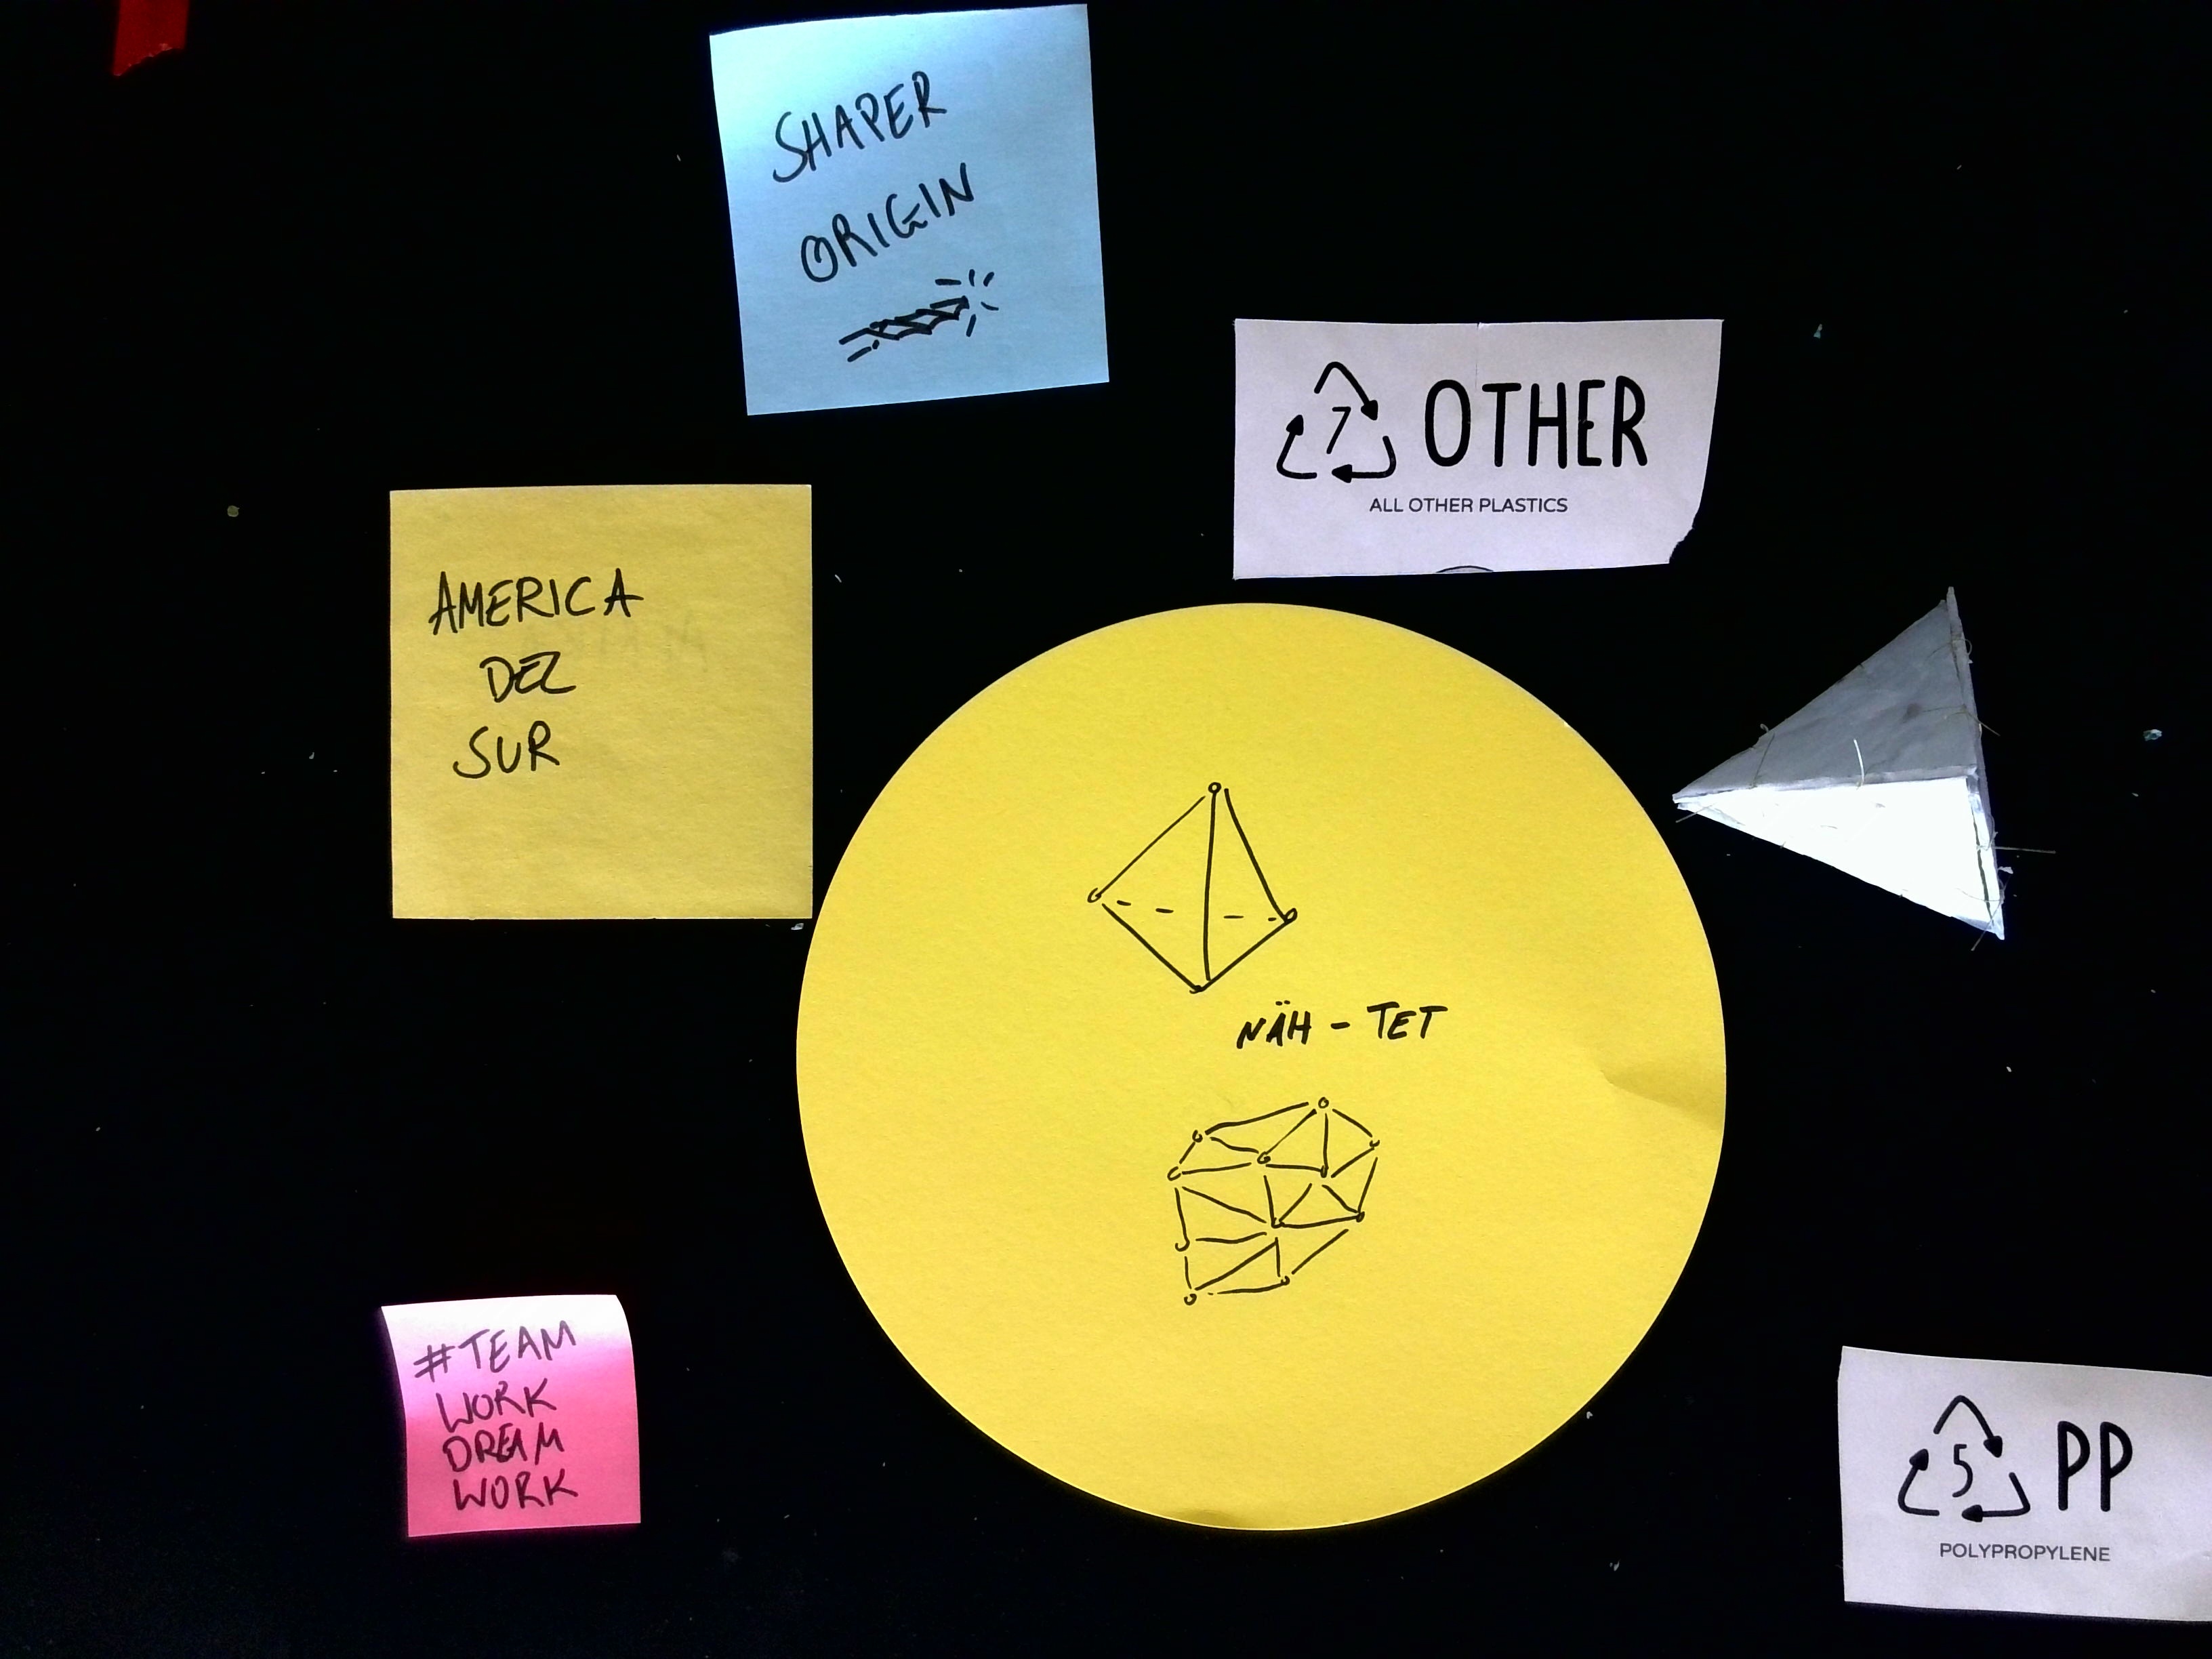 SHAPER
ORIGIN
7 OTHER
ALL OTHER PLASTICS
AMERICA
DEL
SUR
NÄH - TET
#TEAM
WORK
DREAM
WORK
5 PP
POLYPROPYLENE